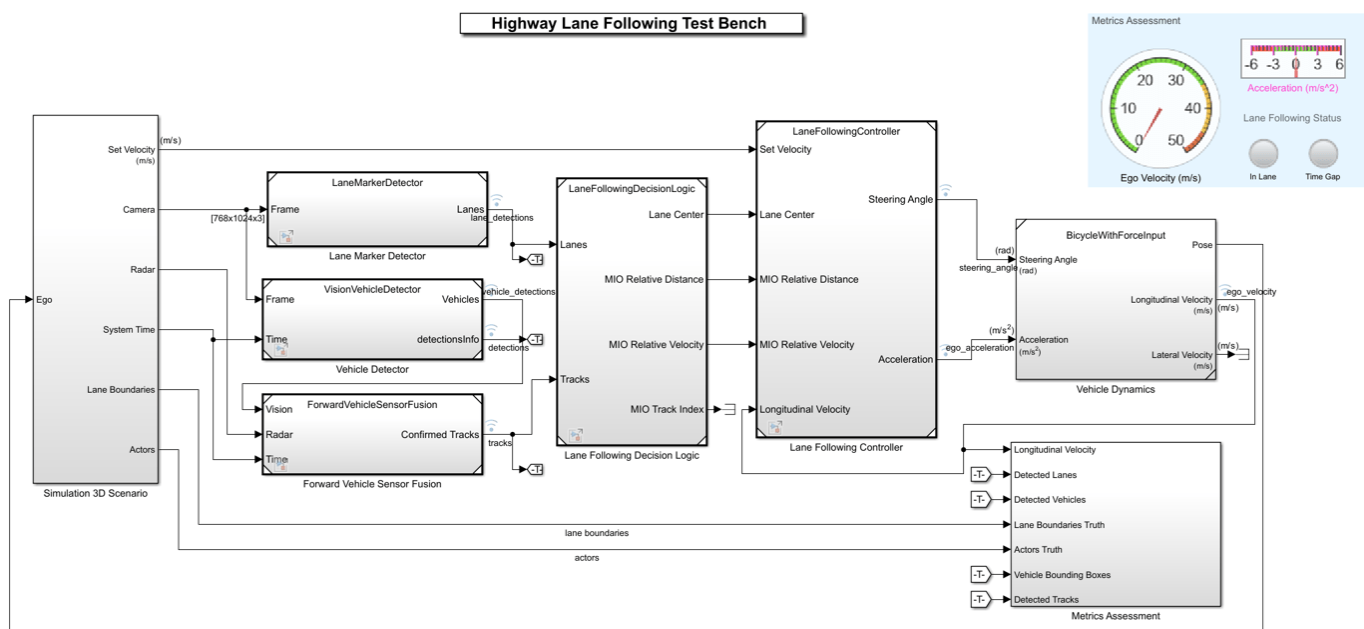 Highway Lane Following Test Bench
Metrics Assessment
0
10
20
30
40
50
Ego Velocity (m/s)
-6 -3 0 3 6
Acceleration (m/s^2)
Lane Following Status
In Lane
Time Gap
Ego
Set Velocity
(m/s)
Camera
Radar
System Time
Lane Boundaries
Actors
Simulation 3D Scenario
(m/s)
[768x1024x3]
LaneMarkerDetector
Frame
Lanes
Lane Marker Detector
lane_detections
-T-
VisionVehicleDetector
Frame
Time
Vehicles
detectionsInfo
Vehicle Detector
vehicle_detections
detections
-T-
ForwardVehicleSensorFusion
Vision
Radar
Time
Confirmed Tracks
Forward Vehicle Sensor Fusion
tracks
-T-
LaneFollowingDecisionLogic
Lanes
Tracks
Lane Center
MIO Relative Distance
MIO Relative Velocity
MIO Track Index
Lane Following Decision Logic
LaneFollowingController
Set Velocity
Lane Center
MIO Relative Distance
MIO Relative Velocity
Longitudinal Velocity
Steering Angle
Acceleration
Lane Following Controller
(rad)
steering_angle
(m/s²)
ego_acceleration
BicycleWithForceInput
Steering Angle
(rad)
Acceleration
(m/s²)
Pose
Longitudinal Velocity
(m/s)
Lateral Velocity
(m/s)
Vehicle Dynamics
ego_velocity
(m/s)
(m/s)
lane boundaries
actors
Longitudinal Velocity
-T-
Detected Lanes
-T-
Detected Vehicles
Lane Boundaries Truth
Actors Truth
-T-
Vehicle Bounding Boxes
-T-
Detected Tracks
Metrics Assessment